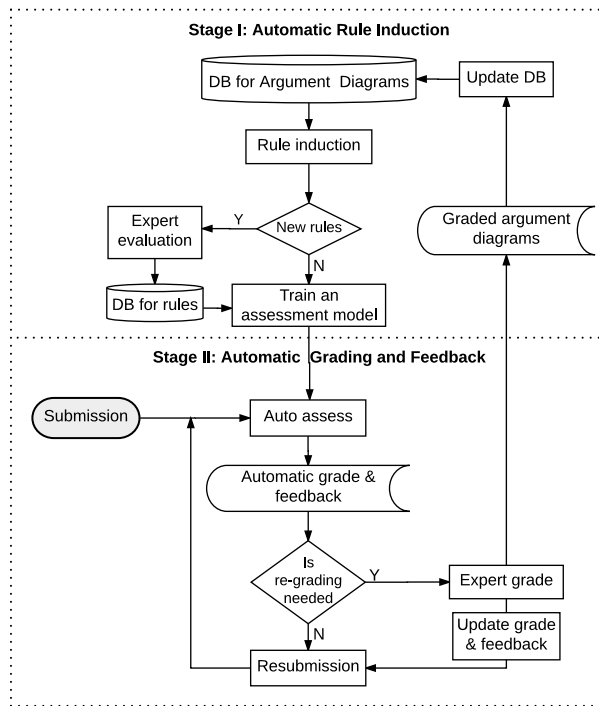 Stage I: Automatic Rule Induction
DB for Argument Diagrams
Update DB
Rule induction
Expert
evaluation
Y
New rules
Graded argument
diagrams
N
DB for rules
Train an
assessment model
Stage II: Automatic Grading and Feedback
Submission
Auto assess
Automatic grade &
feedback
Is
re-grading
needed
Y
Expert grade
Update grade
& feedback
N
Resubmission